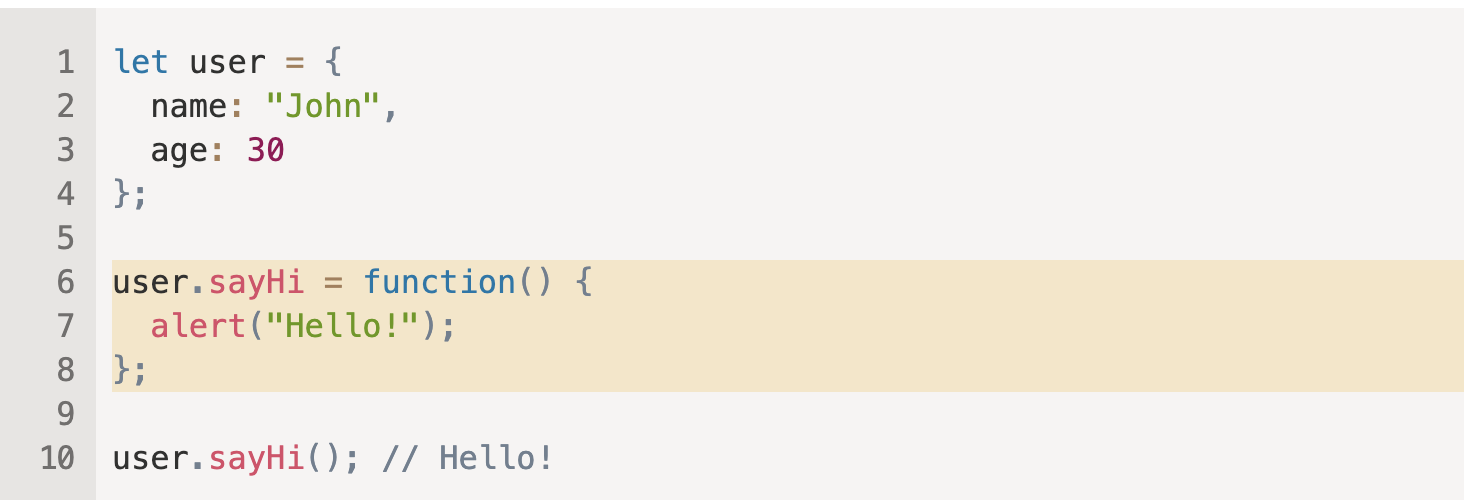 1 let user = {
2   name: "John",
3   age: 30
4 };
5
6 user.sayHi = function() {
7   alert("Hello!");
8 };
9
10 user.sayHi(); // Hello!